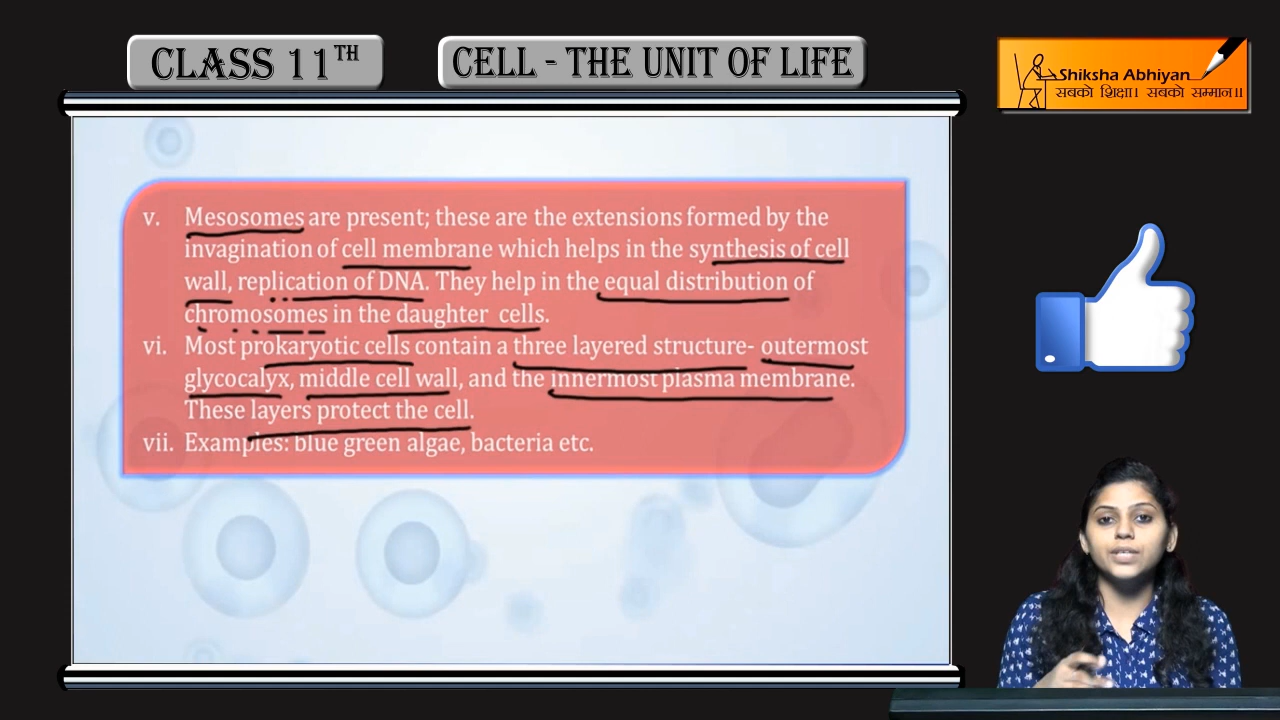 CLASS 11TH
CELL - THE UNIT OF LIFE
Shiksha Abhiyan
सबको शिक्षा। सबको सम्मान॥
v. Mesosomes are present; these are the extensions formed by the
invagination of cell membrane which helps in the synthesis of cell
wall, replication of DNA. They help in the equal distribution of
chromosomes in the daughter cells.
vi. Most prokaryotic cells contain a three layered structure- outermost
glycocalyx, middle cell wall, and the innermost plasma membrane.
These layers protect the cell.
vii. Examples: blue green algae, bacteria etc.